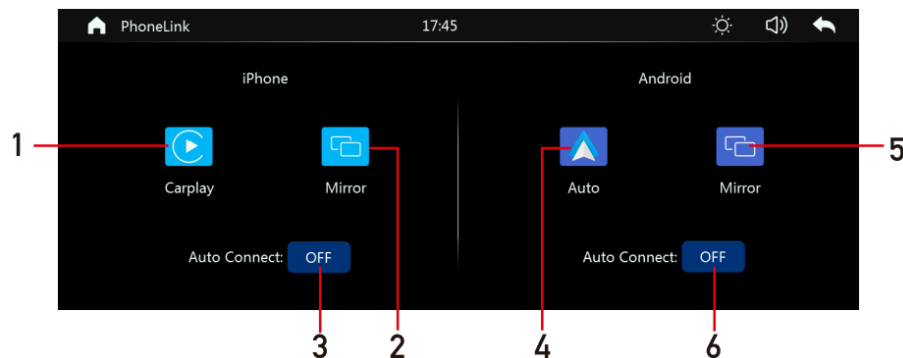 PhoneLink 17:45
iPhone Android
1 5
Carplay Mirror Auto Mirror
Auto Connect: OFF Auto Connect: OFF
3 2 4 6